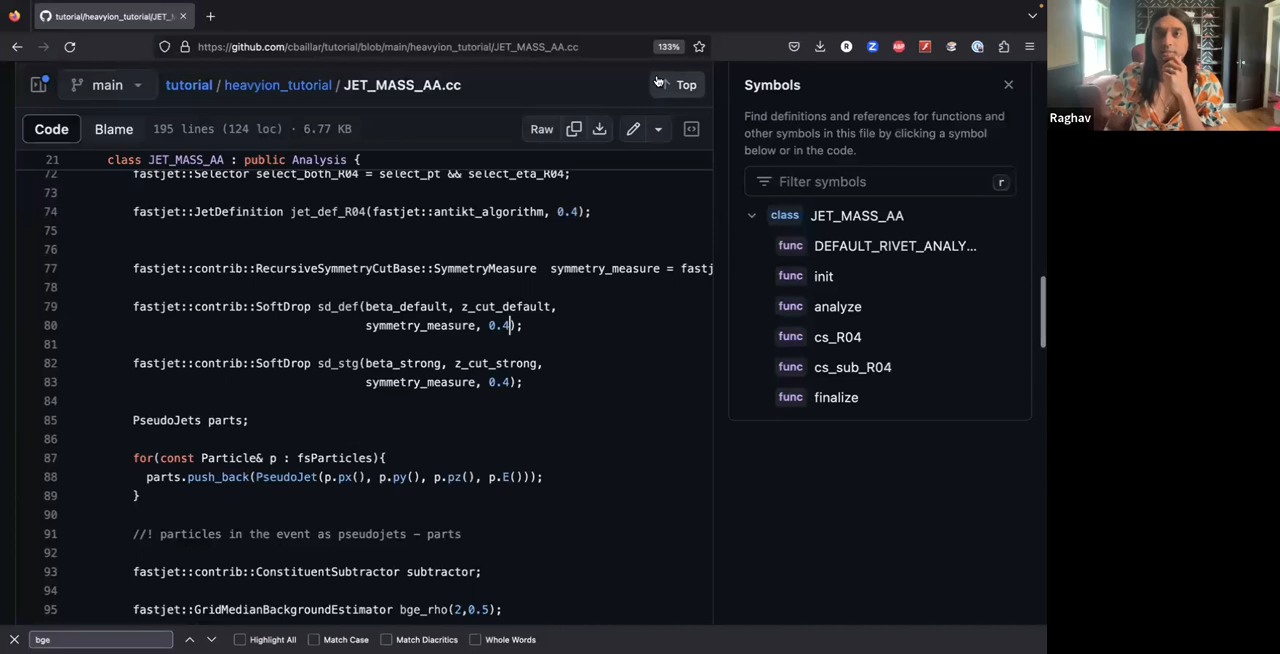 tutorial/heavyion_tutorial/JET_M
https://github.com/cbaillar/tutorial/blob/main/heavyion_tutorial/JET_MASS_AA.cc
133%
main
tutorial / heavyion_tutorial / JET_MASS_AA.cc
Top
Code Blame 195 lines (124 loc) · 6.77 KB
Raw
21 class JET_MASS_AA : public Analysis {
72 fastjet::Selector select_both_R04 = select_pt && select_eta_R04;
73
74 fastjet::JetDefinition jet_def_R04(fastjet::antikt_algorithm, 0.4);
75
76
77 fastjet::contrib::RecursiveSymmetryCutBase::SymmetryMeasure symmetry_measure = fastj
78
79 fastjet::contrib::SoftDrop sd_def(beta_default, z_cut_default,
80 symmetry_measure, 0.4);
81
82 fastjet::contrib::SoftDrop sd_stg(beta_strong, z_cut_strong,
83 symmetry_measure, 0.4);
84
85 PseudoJets parts;
86
87 for(const Particle& p : fsParticles){
88 parts.push_back(PseudoJet(p.px(), p.py(), p.pz(), p.E()));
89 }
90
91 //! particles in the event as pseudojets - parts
92
93 fastjet::contrib::ConstituentSubtractor subtractor;
94
95 fastjet::GridMedianBackgroundEstimator bge_rho(2,0.5);
Symbols
Find definitions and references for functions and
other symbols in this file by clicking a symbol
below or in the code.
Filter symbols r
class JET_MASS_AA
func DEFAULT_RIVET_ANALY...
func init
func analyze
func cs_R04
func cs_sub_R04
func finalize
Raghav
bge Highlight All Match Case Match Diacritics Whole Words